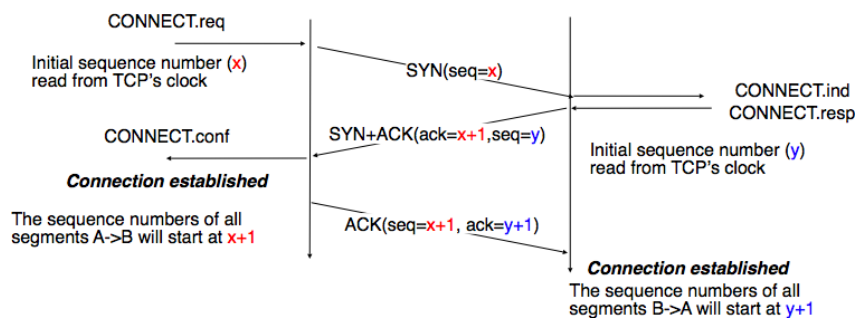 CONNECT.req
Initial sequence number (x)
read from TCP's clock
SYN(seq=x)
CONNECT.ind
CONNECT.resp
CONNECT.conf
SYN+ACK(ack=x+1,seq=y)
Initial sequence number (y)
read from TCP's clock
Connection established
The sequence numbers of all
segments A->B will start at x+1
ACK(seq=x+1, ack=y+1)
Connection established
The sequence numbers of all
segments B->A will start at y+1